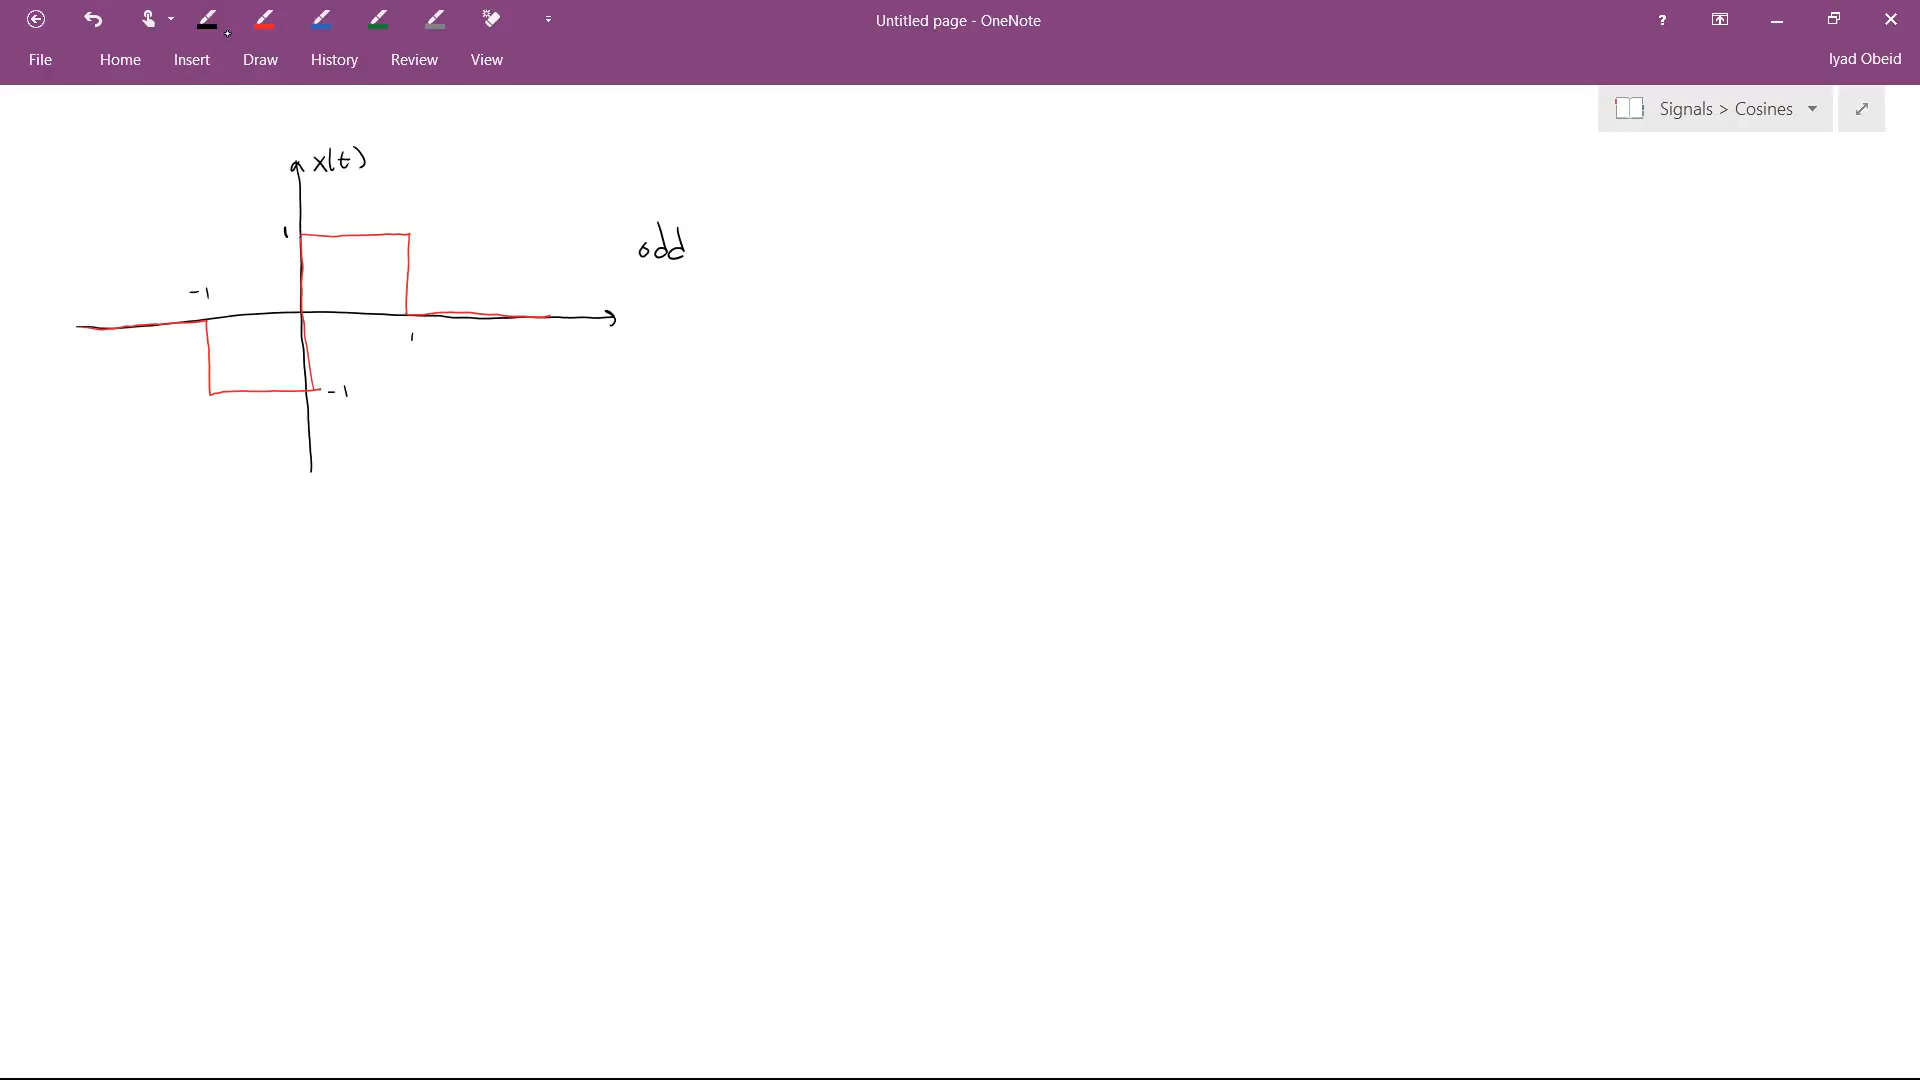 Untitled page - OneNote
?
File Home Insert Draw History Review View
Iyad Obeid
Signals > Cosines
x(t)
1
odd
-1
1
-1